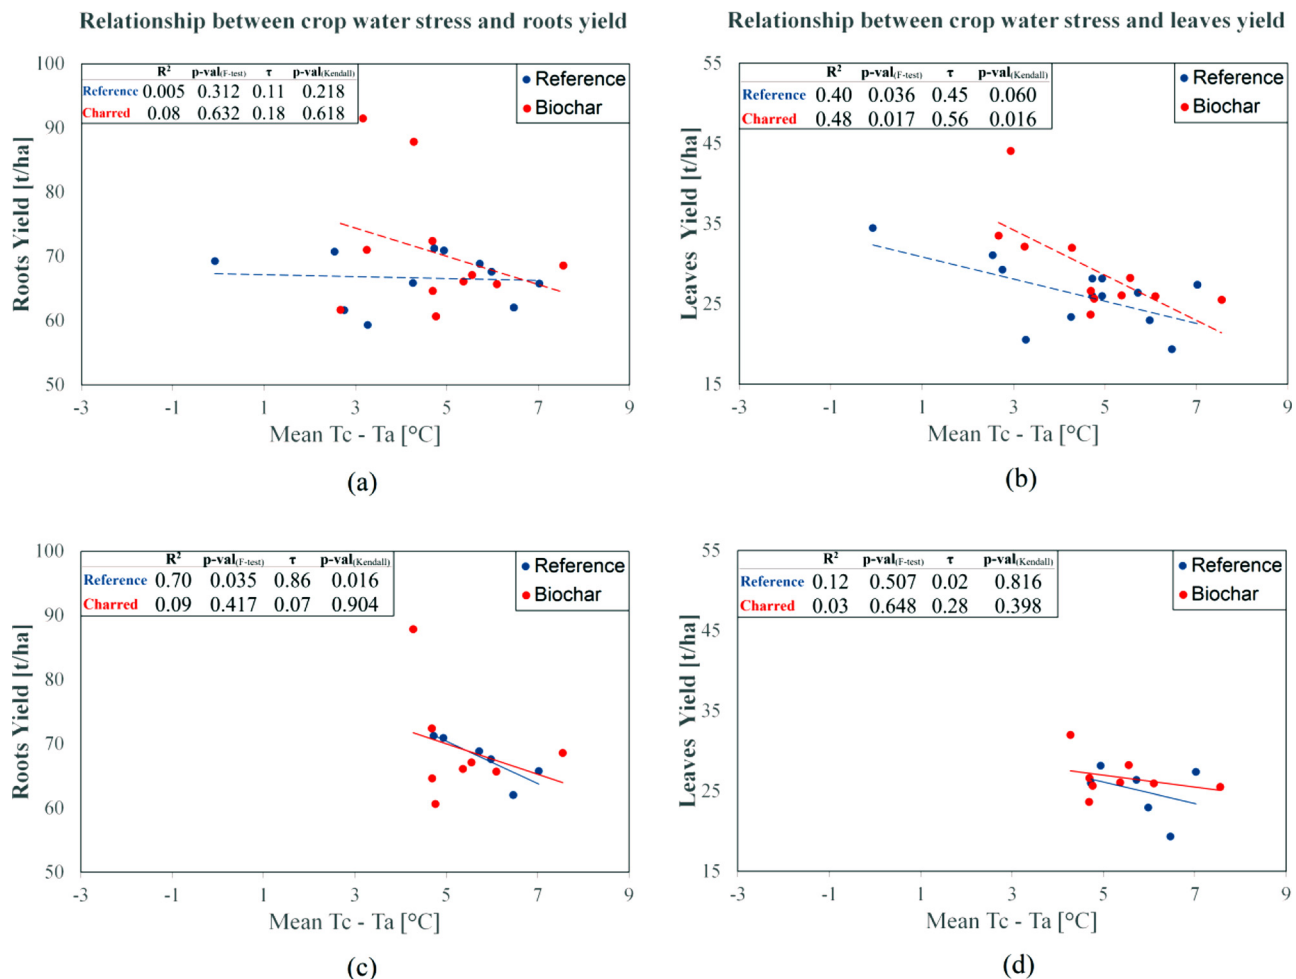 Relationship between crop water stress and roots yield
R² p-val(F-test) τ p-val(Kendall)
Reference 0.005 0.312 0.11 0.218
Charred 0.08 0.632 0.18 0.618
Reference
Biochar
Roots Yield [t/ha]
100
90
80
70
60
50
-3 -1 1 3 5 7 9
Mean Tc - Ta [°C]
(a)
Relationship between crop water stress and leaves yield
R² p-val(F-test) τ p-val(Kendall)
Reference 0.40 0.036 0.45 0.060
Charred 0.48 0.017 0.56 0.016
Reference
Biochar
Leaves Yield [t/ha]
55
45
35
25
15
-3 -1 1 3 5 7 9
Mean Tc - Ta [°C]
(b)
R² p-val(F-test) τ p-val(Kendall)
Reference 0.70 0.035 0.86 0.016
Charred 0.09 0.417 0.07 0.904
Reference
Biochar
Roots Yield [t/ha]
100
90
80
70
60
50
-3 -1 1 3 5 7 9
Mean Tc - Ta [°C]
(c)
R² p-val(F-test) τ p-val(Kendall)
Reference 0.12 0.507 0.02 0.816
Charred 0.03 0.648 0.28 0.398
Reference
Biochar
Leaves Yield [t/ha]
55
45
35
25
15
-3 -1 1 3 5 7 9
Mean Tc - Ta [°C]
(d)